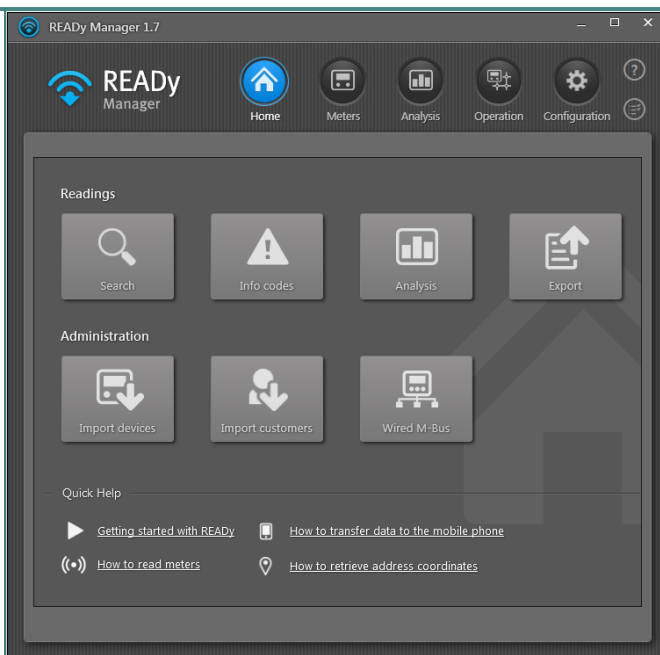 READy Manager 1.7
READy
Manager
Home
Meters
Analysis
Operation
Configuration
?
Readings
Search
Info codes
Analysis
Export
Administration
Import devices
Import customers
Wired M-Bus
Quick Help
Getting started with READy
How to transfer data to the mobile phone
How to read meters
How to retrieve address coordinates